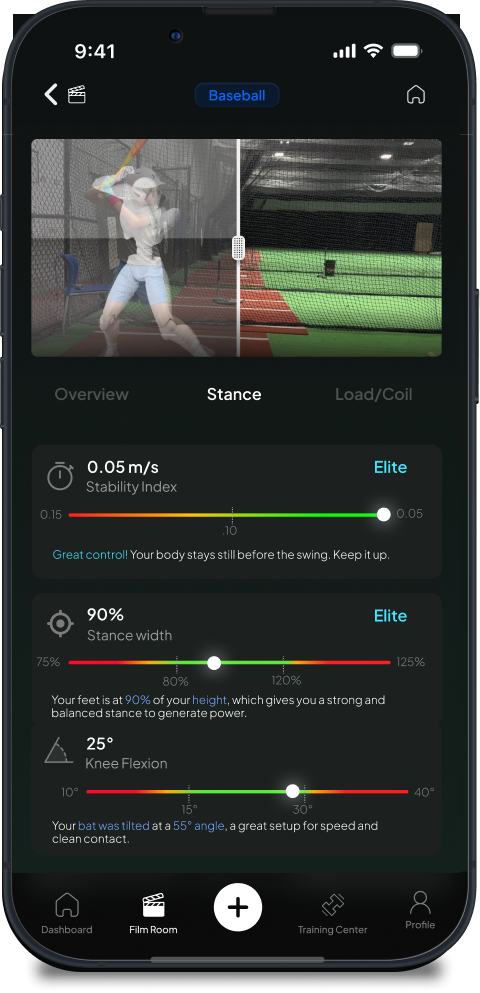 9:41
Baseball
Overview Stance Load/Coil
0.05 m/s Elite
Stability Index
0.15 0.05
.10
Great control! Your body stays still before the swing. Keep it up.
90% Elite
Stance width
75% 125%
80% 120%
Your feet is at 90% of your height, which gives you a strong and
balanced stance to generate power.
25°
Knee Flexion
10° 40°
15° 30°
Your bat was tilted at a 55° angle, a great setup for speed and
clean contact.
Dashboard Film Room Training Center Profile